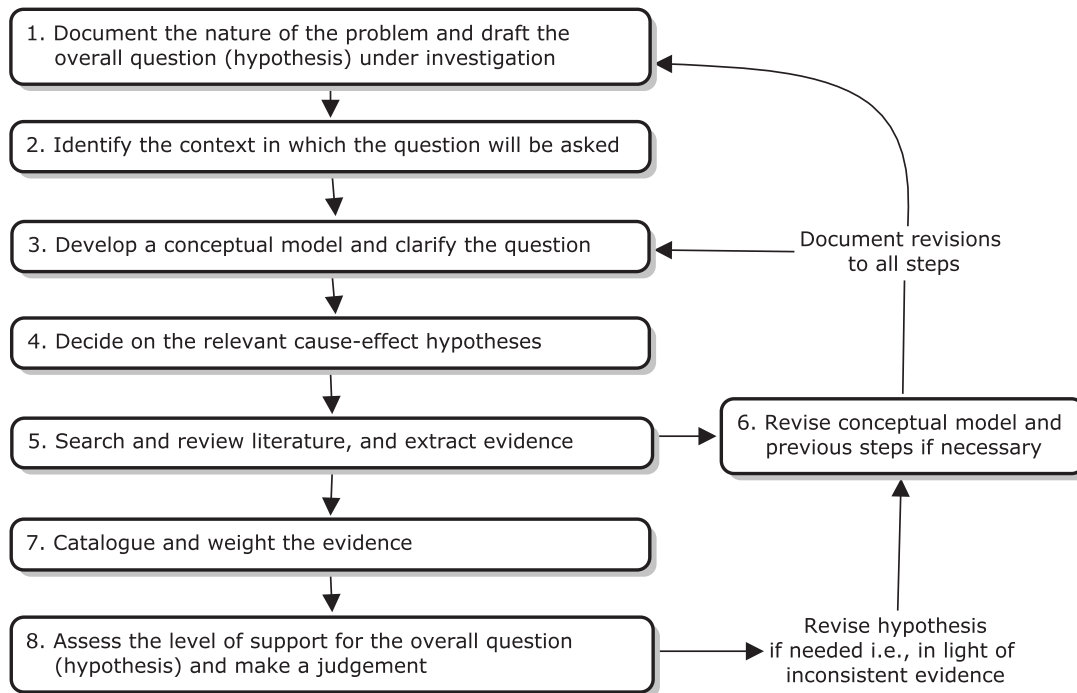 1. Document the nature of the problem and draft the
overall question (hypothesis) under investigation
2. Identify the context in which the question will be asked
3. Develop a conceptual model and clarify the question
Document revisions
to all steps
4. Decide on the relevant cause-effect hypotheses
5. Search and review literature, and extract evidence
6. Revise conceptual model and
previous steps if necessary
7. Catalogue and weight the evidence
8. Assess the level of support for the overall question
(hypothesis) and make a judgement
Revise hypothesis
if needed i.e., in light of
inconsistent evidence